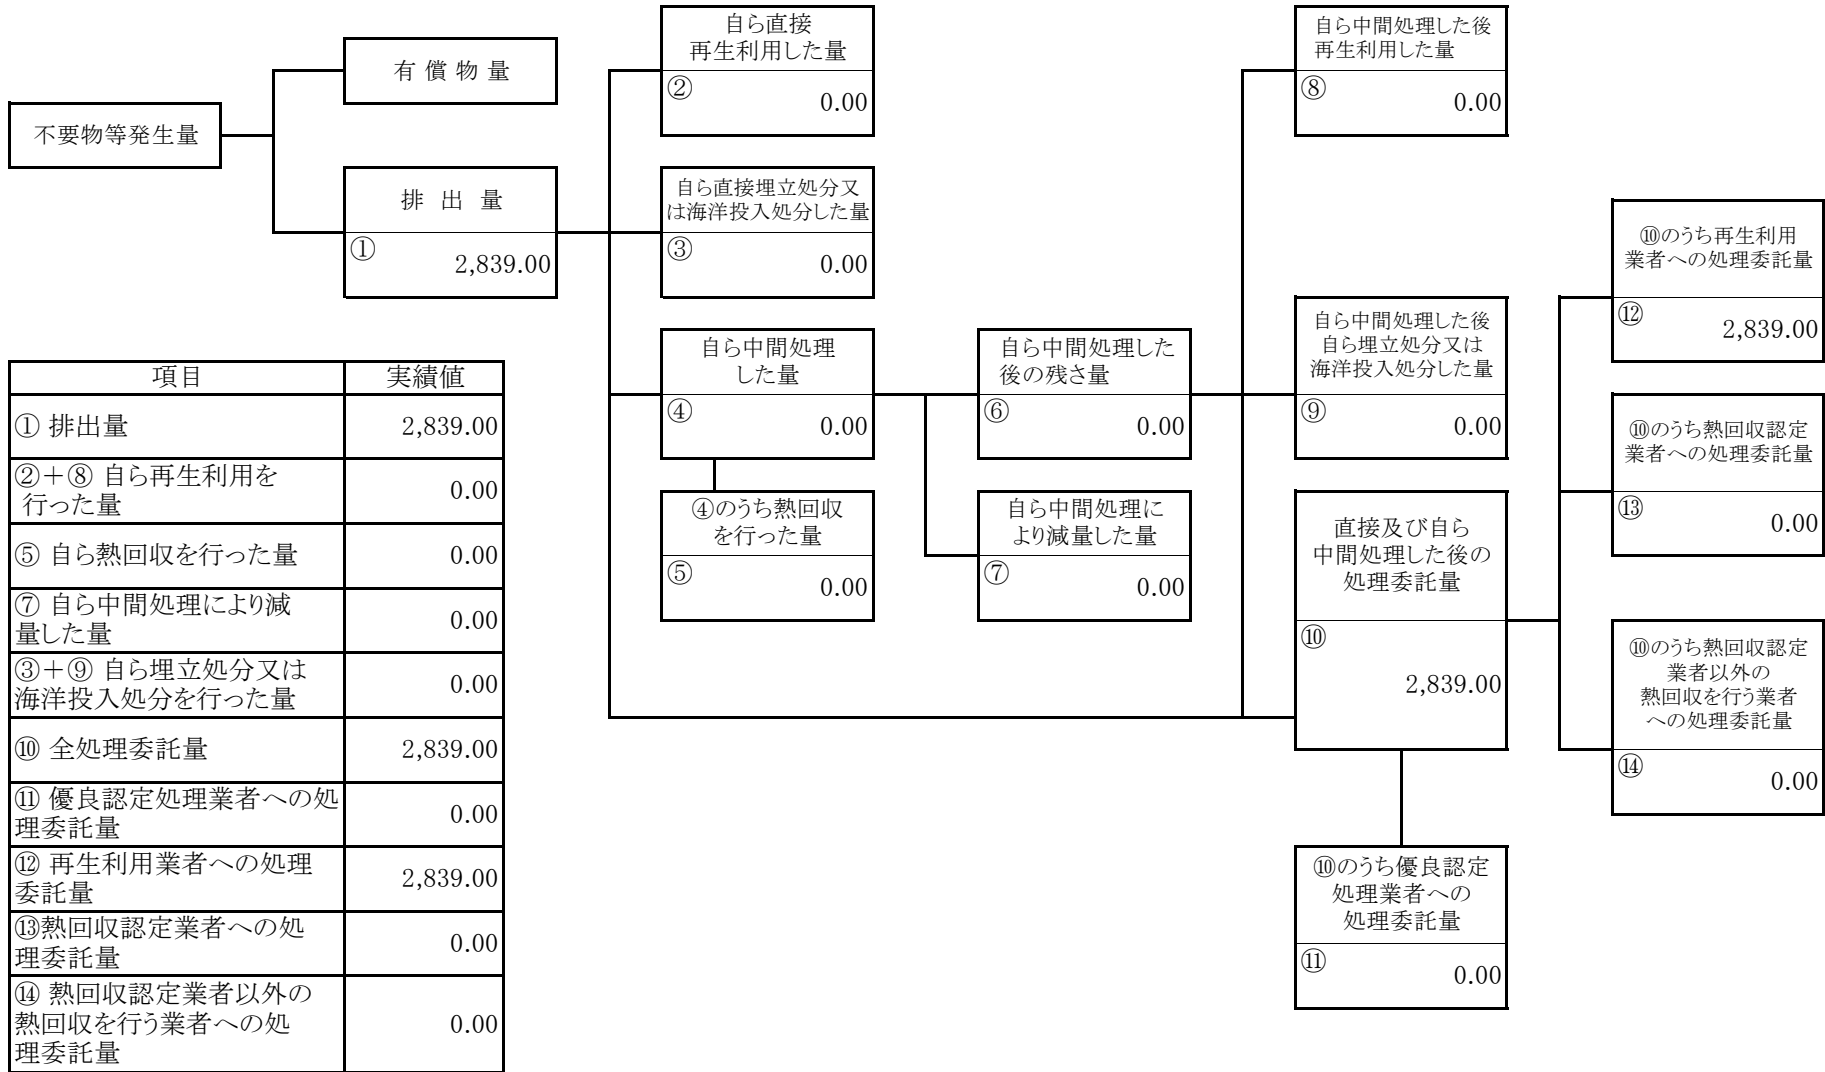 不要物等発生量
有償物量
排出量
①
2,839.00
自ら直接
再生利用した量
②
0.00
自ら直接埋立処分又
は海洋投入処分した量
③
0.00
自ら中間処理
した量
④
0.00
④のうち熱回収
を行った量
⑤
0.00
自ら中間処理した
後の残さ量
⑥
0.00
自ら中間処理に
より減量した量
⑦
0.00
自ら中間処理した後
再生利用した量
⑧
0.00
自ら中間処理した後
自ら埋立処分又は
海洋投入処分した量
⑨
0.00
直接及び自ら
中間処理した後の
処理委託量
⑩
2,839.00
⑩のうち優良認定
処理業者への
処理委託量
⑪
0.00
⑩のうち再生利用
業者への処理委託量
⑫
2,839.00
⑩のうち熱回収認定
業者への処理委託量
⑬
0.00
⑩のうち熱回収認定
業者以外の
熱回収を行う業者
への処理委託量
⑭
0.00
項目 実績値
① 排出量 2,839.00
②+⑧ 自ら再生利用を
行った量 0.00
⑤ 自ら熱回収を行った量 0.00
⑦ 自ら中間処理により減
量した量 0.00
③+⑨ 自ら埋立処分又は
海洋投入処分を行った量 0.00
⑩ 全処理委託量 2,839.00
⑪ 優良認定処理業者への処
理委託量 0.00
⑫ 再生利用業者への処理
委託量 2,839.00
⑬熱回収認定業者への処
理委託量 0.00
⑭ 熱回収認定業者以外の
熱回収を行う業者への処
理委託量 0.00